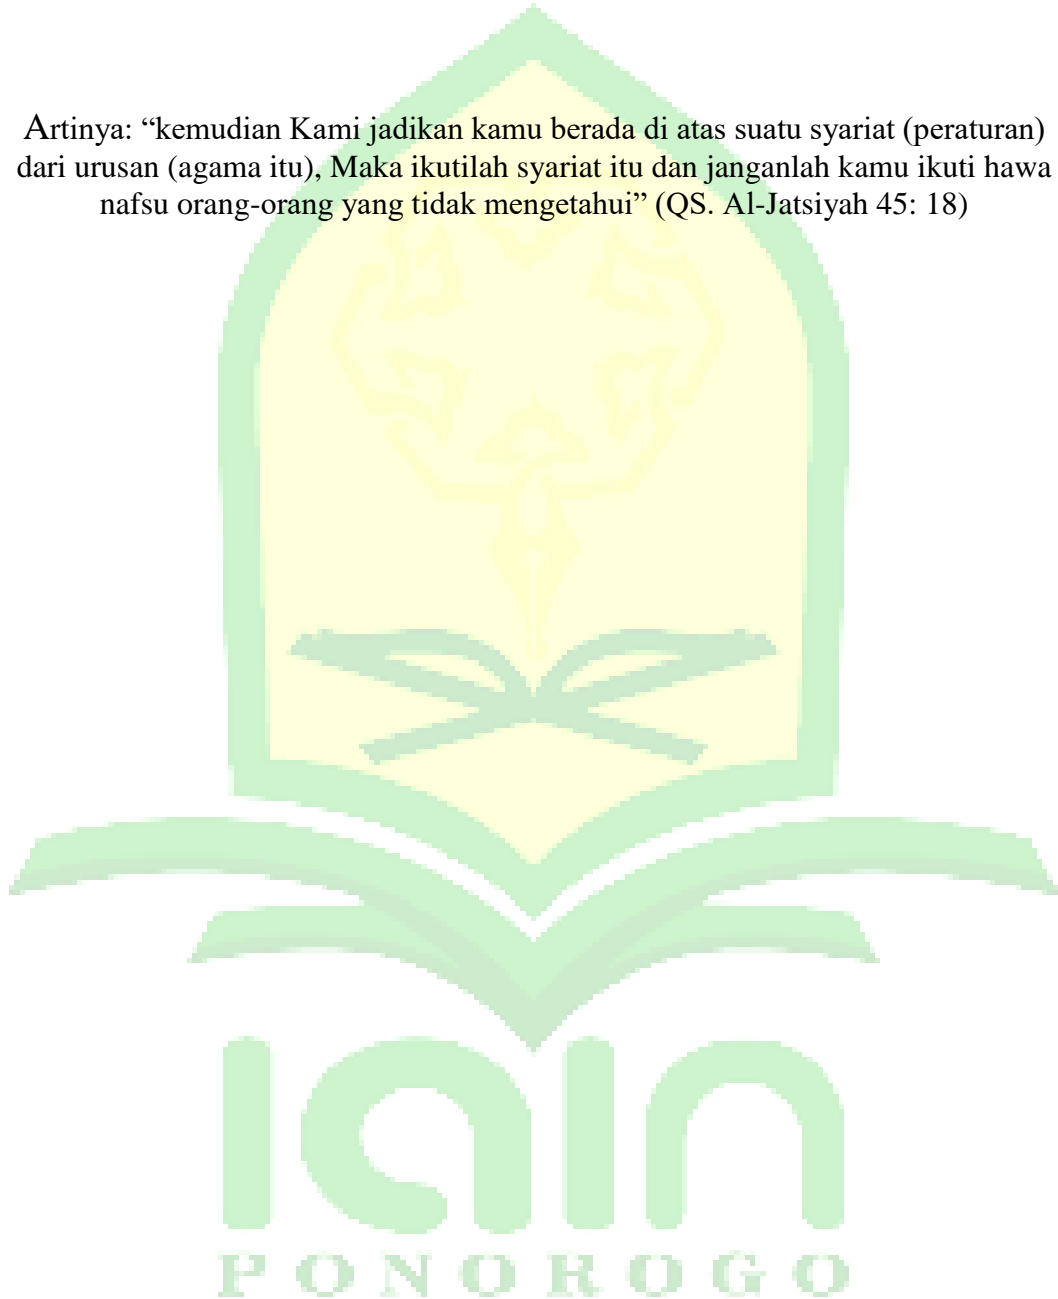 Artinya: “kemudian Kami jadikan kamu berada di atas suatu syariat (peraturan)
dari urusan (agama itu), Maka ikutilah syariat itu dan janganlah kamu ikuti hawa
nafsu orang-orang yang tidak mengetahui” (QS. Al-Jatsiyah 45: 18)
IAIN
PONOROGO